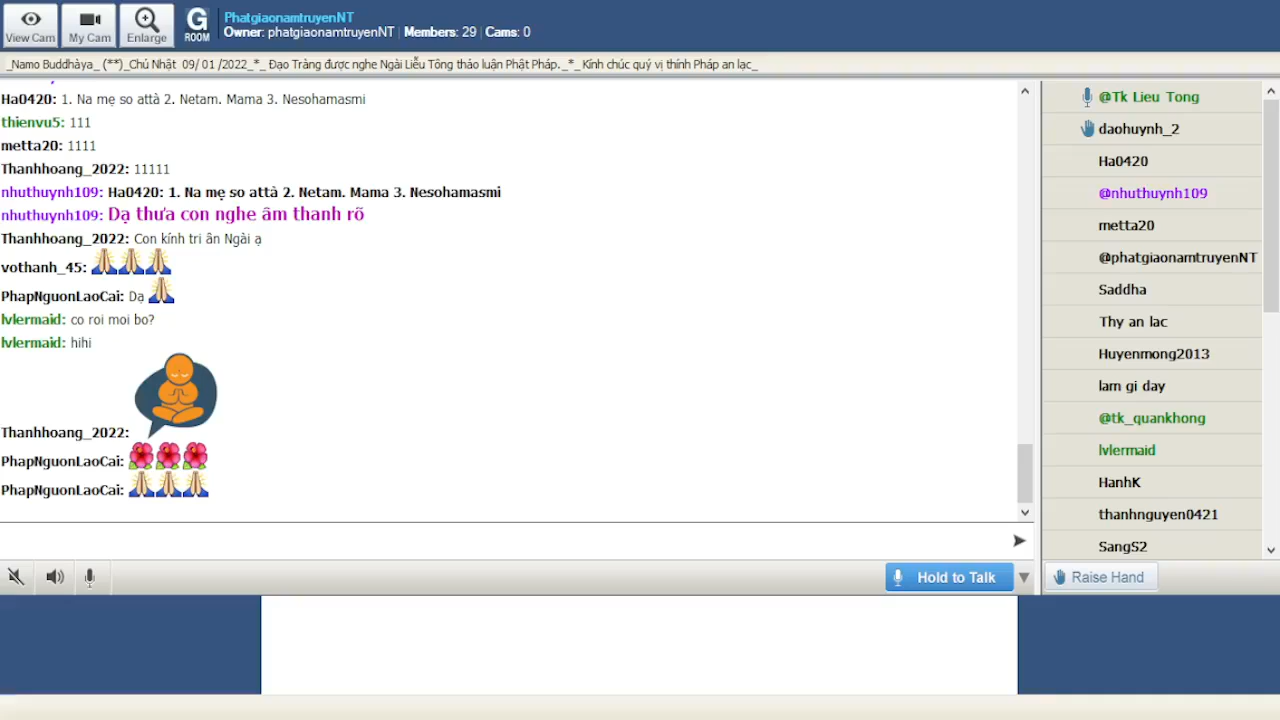 View Cam
My Cam
Enlarge
G
ROOM
PhatgiaonamtruyenNT
Owner: phatgiaonamtruyenNT | Members: 29 | Cams: 0
_Namo Buddhàya_ (**)_Chủ Nhật 09/ 01 /2022_*_ Đạo Tràng được nghe Ngài Liễu Tông thảo luận Phật Pháp._*_Kính chúc quý vị thính Pháp an lạc_
Ha0420: 1. Na mẹ so attà 2. Netam. Mama 3. Nesohamasmi
thienvu5: 111
metta20: 1111
Thanhhoang_2022: 11111
nhuthuynh109: Ha0420: 1. Na mẹ so attà 2. Netam. Mama 3. Nesohamasmi
nhuthuynh109: Dạ thưa con nghe âm thanh rõ
Thanhhoang_2022: Con kính tri ân Ngài ạ
vothanh_45:
PhapNguonLaoCai: Dạ
lvlermaid: co roi moi bo?
lvlermaid: hihi
Thanhhoang_2022:
PhapNguonLaoCai:
PhapNguonLaoCai:
@Tk Lieu Tong
daohuynh_2
Ha0420
@nhuthuynh109
metta20
@phatgiaonamtruyenNT
Saddha
Thy an lac
Huyenmong2013
lam gi day
@tk_quankhong
lvlermaid
HanhK
thanhnguyen0421
SangS2
Hold to Talk
Raise Hand